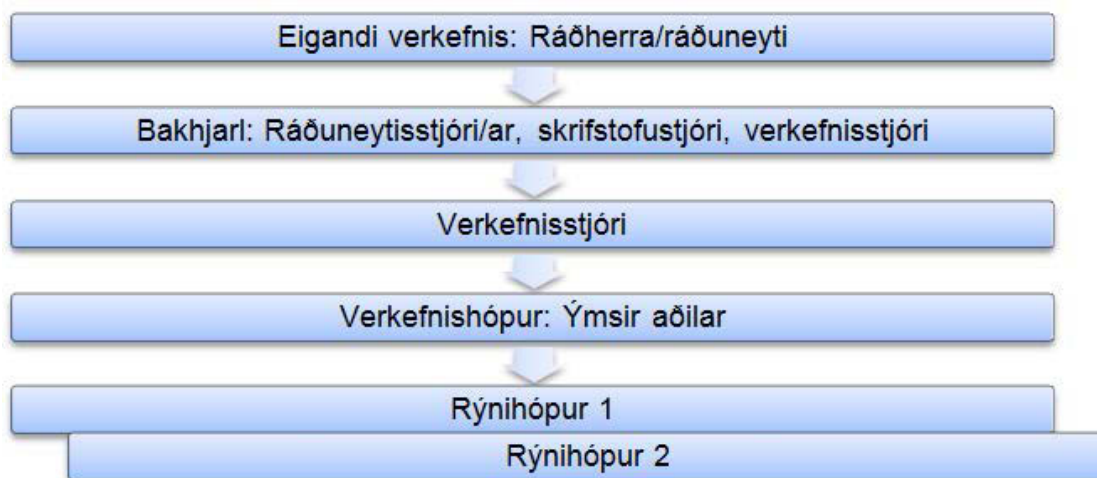 Eigandi verkefnis: Ráðherra/ráðuneyti
Bakhjarl: Ráðuneytisstjóri/ar, skrifstofustjóri, verkefnisstjóri
Verkefnisstjóri
Verkefnishópur: Ýmsir aðilar
Rýnihópur 1
Rýnihópur 2